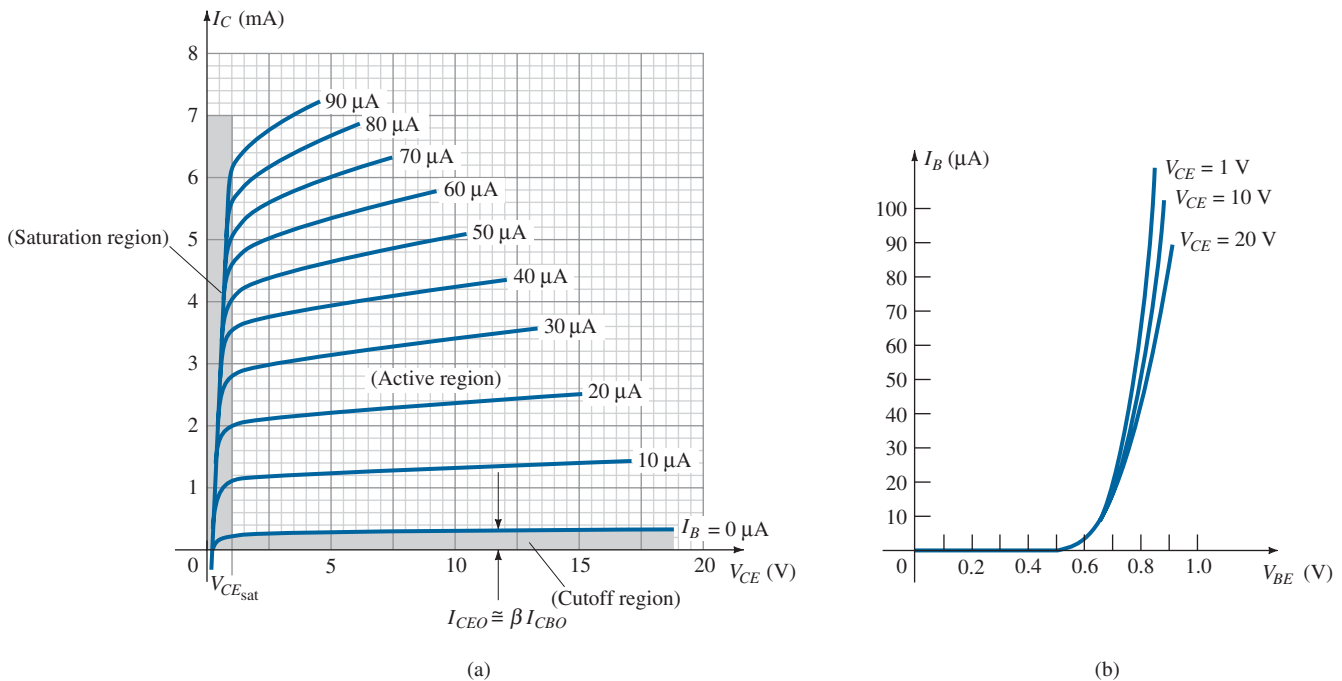 I_C (mA)
8
7
6
5
4
3
2
1
0
5
10
15
20
V_CE (V)
90 μA
80 μA
70 μA
60 μA
50 μA
40 μA
30 μA
20 μA
10 μA
I_B = 0 μA
(Saturation region)
(Active region)
(Cutoff region)
V_CEsat
I_CEO ≅ β I_CBO
(a)
I_B (μA)
V_CE = 1 V
V_CE = 10 V
V_CE = 20 V
100
90
80
70
60
50
40
30
20
10
0
0.2
0.4
0.6
0.8
1.0
V_BE (V)
(b)